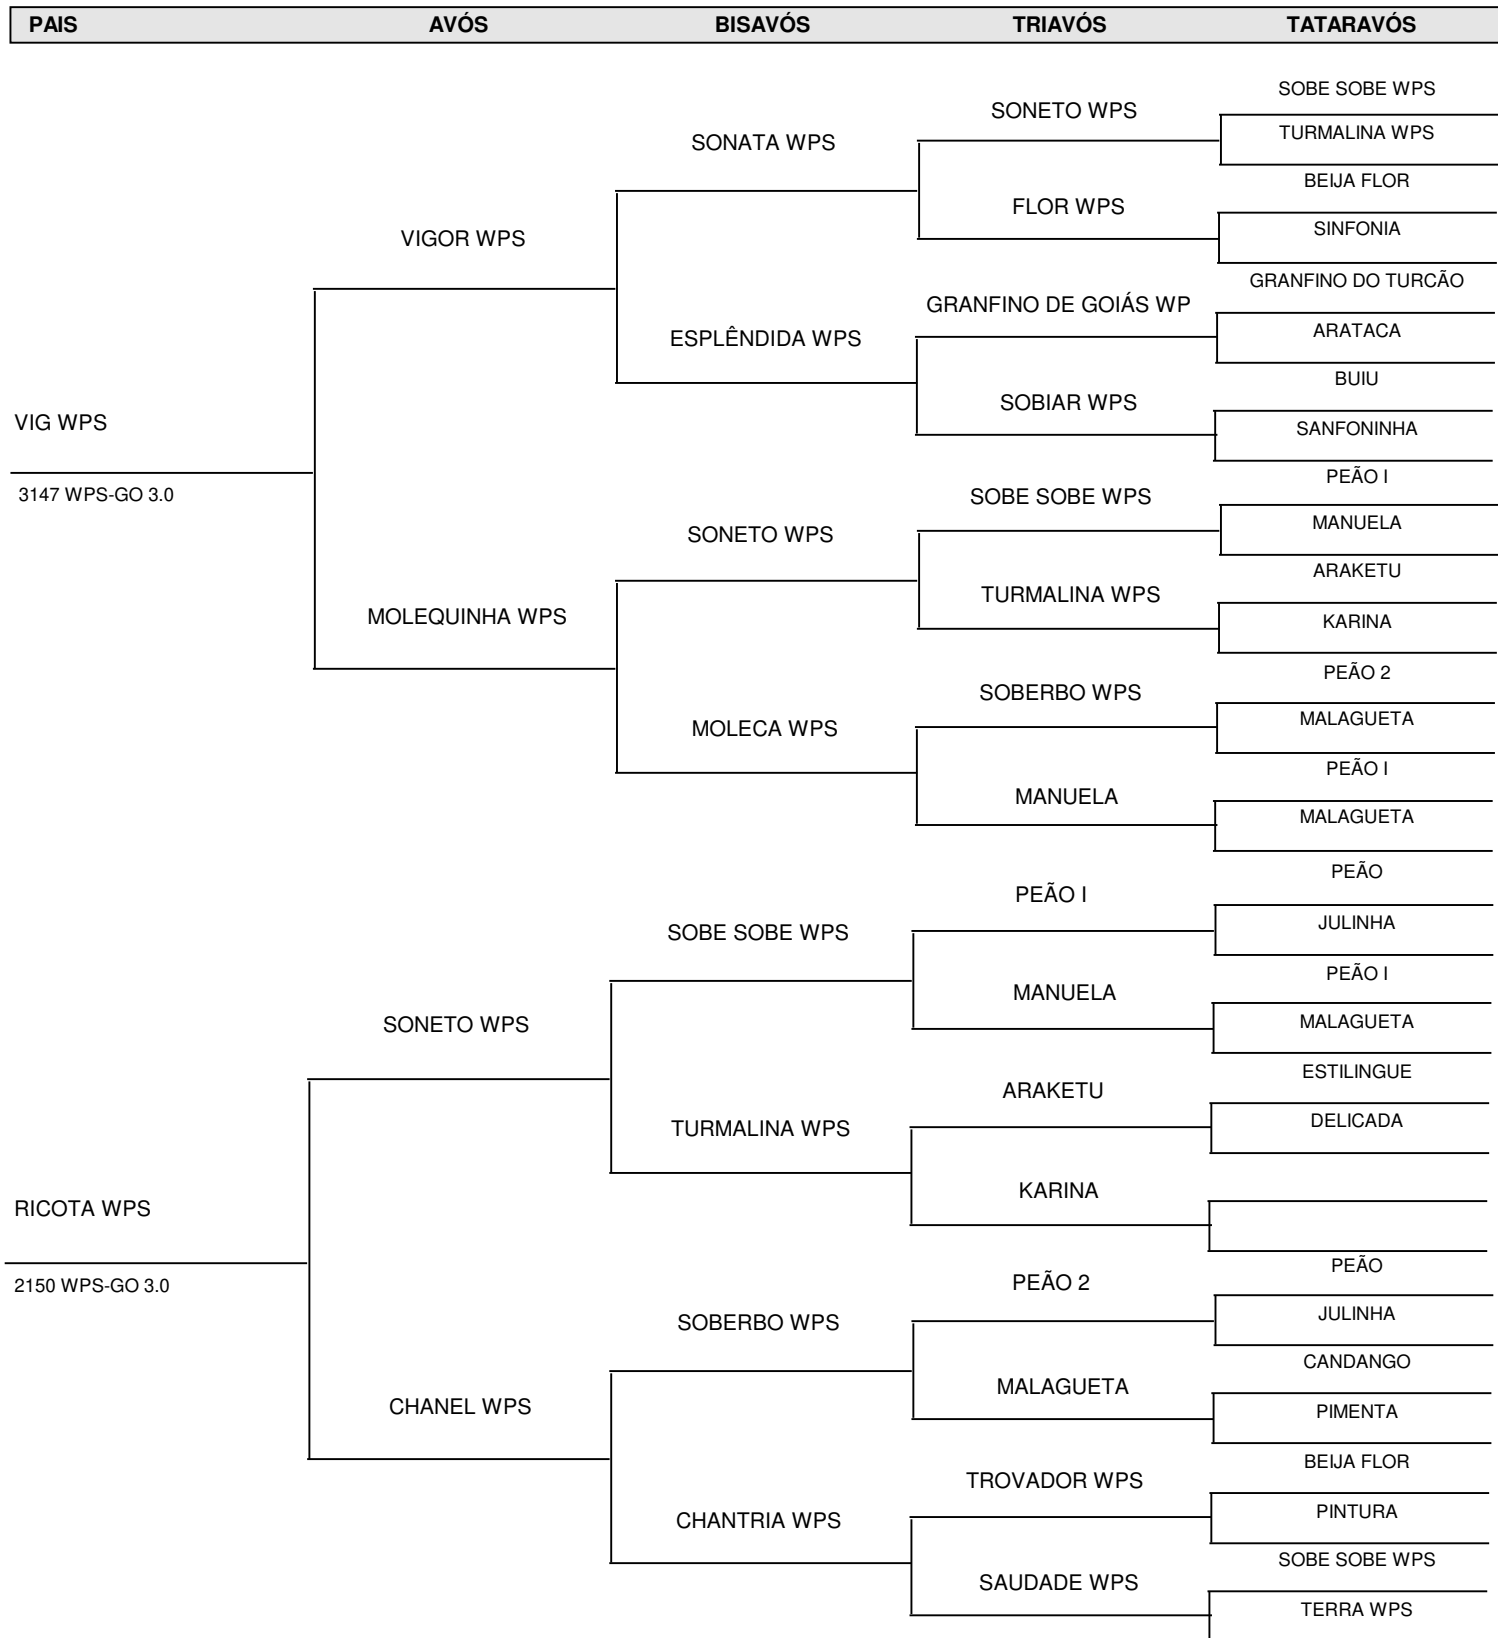 PAIS AVÓS BISAVÓS TRIAVÓS TATARAVÓS
SOBE SOBE WPS
SONETO WPS
TURMALINA WPS
SONATA WPS
BEIJA FLOR
FLOR WPS
SINFONIA
VIGOR WPS
GRANFINO DO TURCÃO
GRANFINO DE GOIÁS WP
ARATACA
ESPLÊNDIDA WPS
BUIU
SOBIAR WPS
SANFONINHA
VIG WPS
3147 WPS-GO 3.0
PEÃO I
SOBE SOBE WPS
MANUELA
SONETO WPS
ARAKETU
TURMALINA WPS
KARINA
MOLEQUINHA WPS
PEÃO 2
SOBERBO WPS
MALAGUETA
MOLECA WPS
PEÃO I
MANUELA
MALAGUETA
PEÃO
PEÃO I
JULINHA
SOBE SOBE WPS
PEÃO I
MANUELA
MALAGUETA
SONETO WPS
ESTILINGUE
ARAKETU
DELICADA
TURMALINA WPS
KARINA
RICOTA WPS
2150 WPS-GO 3.0
PEÃO
PEÃO 2
JULINHA
SOBERBO WPS
CANDANGO
MALAGUETA
PIMENTA
CHANEL WPS
BEIJA FLOR
TROVADOR WPS
PINTURA
CHANTRIA WPS
SOBE SOBE WPS
SAUDADE WPS
TERRA WPS